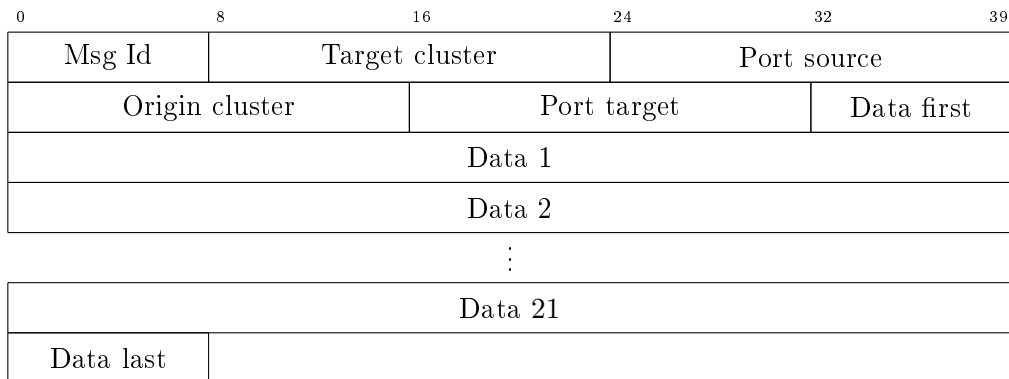 0 8 16 24 32 39
Msg Id Target cluster Port source
Origin cluster Port target Data first
Data 1
Data 2
⋮
Data 21
Data last